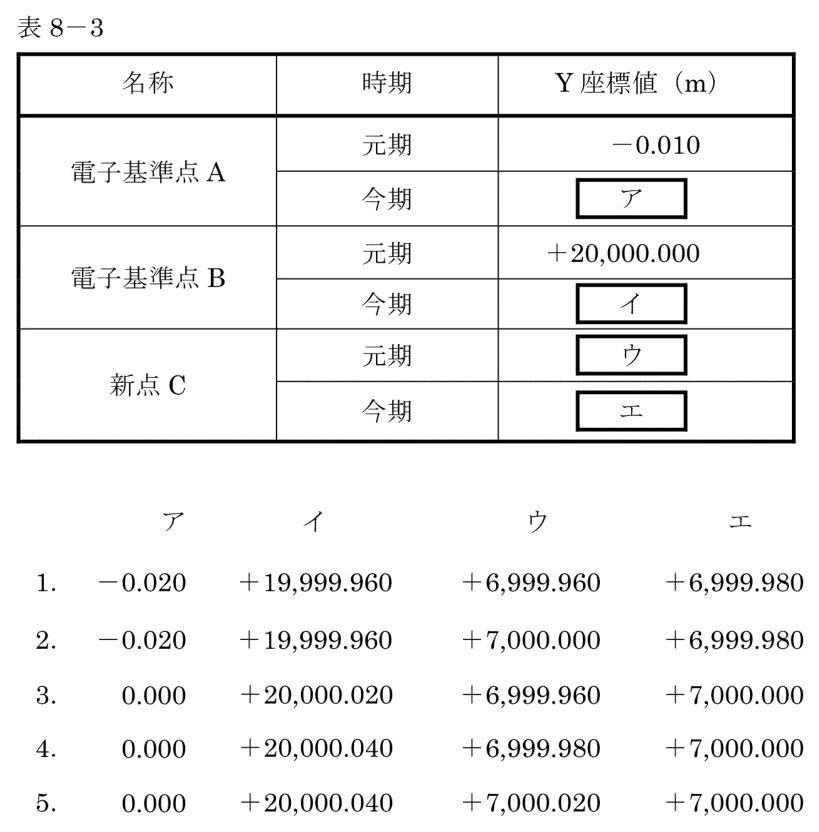 表 8－3
名称 時期 Y 座標値（m）
電子基準点 A 元期 －0.010
今期 ア
電子基準点 B 元期 ＋20,000.000
今期 イ
新点 C 元期 ウ
今期 エ
ア イ ウ エ
1. －0.020 ＋19,999.960 ＋6,999.960 ＋6,999.980
2. －0.020 ＋19,999.960 ＋7,000.000 ＋6,999.980
3. 0.000 ＋20,000.020 ＋6,999.960 ＋7,000.000
4. 0.000 ＋20,000.040 ＋6,999.980 ＋7,000.000
5. 0.000 ＋20,000.040 ＋7,000.020 ＋7,000.000